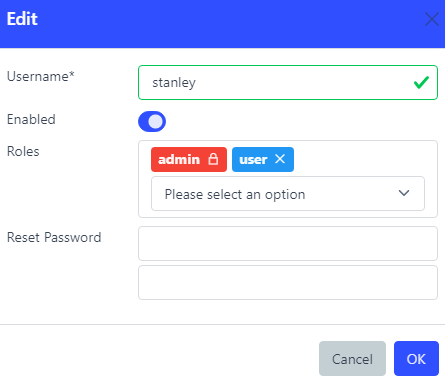 Edit
Username*
stanley
Enabled
Roles
admin user
Please select an option
Reset Password
Cancel OK